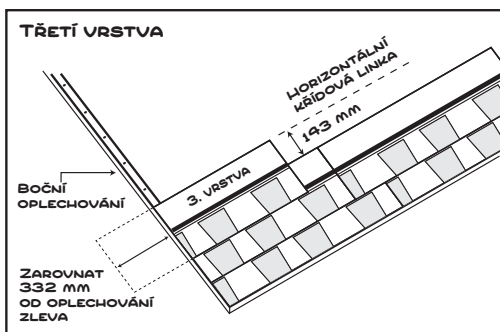 Třetí vrstva
Horizontální
křídová linka
143 mm
3. vrstva
Boční
oplechování
Zarovnat
332 mm
od oplechování
zleva